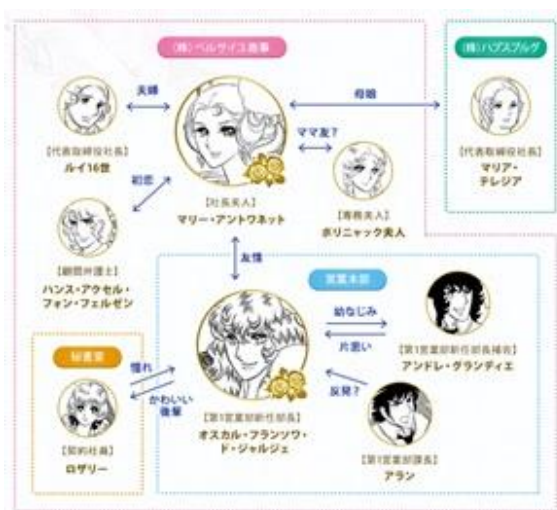 (株)ベルサイユ商事
(株)ハプスブルグ
夫婦
母娘
ママ友?
【代表取締役社長】
ルイ16世
初恋
【社長夫人】
マリー・アントワネット
【専務夫人】
ポリニャック夫人
【代表取締役社長】
マリア・
テレジア
【顧問弁護士】
ハンス・アクセル・
フォン・フェルゼン
友情
営業本部
幼なじみ
片思い
【第1営業部新任部長補佐】
アンドレ・グランディエ
秘書室
憧れ
かわいい
後輩
【契約社員】
ロザリー
【第1営業部新任部長】
オスカル・フランソワ・
ド・ジャルジェ
反発?
【第1営業部課長】
アラン